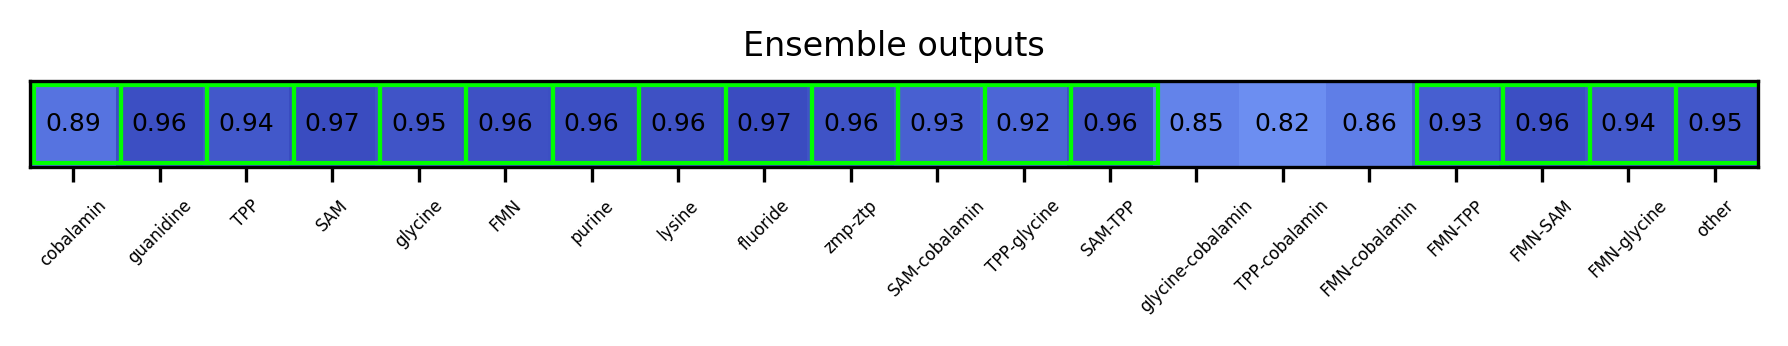 Ensemble outputs
0.89 0.96 0.94 0.97 0.95 0.96 0.96 0.96 0.97 0.96 0.93 0.92 0.96 0.85 0.82 0.86 0.93 0.96 0.94 0.95
cobalamin guanidine TPP SAM glycine FMN purine lysine fluoride zmp-ztp SAM-cobalamin TPP-glycine SAM-TPP glycine-cobalamin TPP-cobalamin FMN-cobalamin FMN-TPP FMN-SAM FMN-glycine other